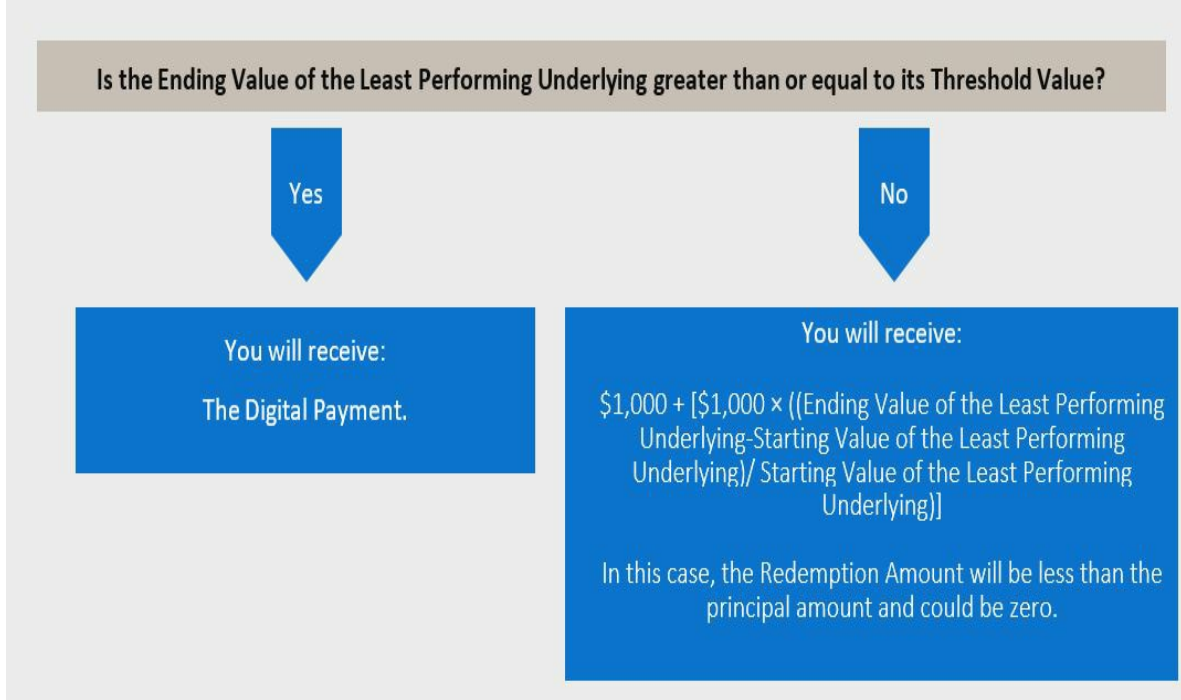 Is the Ending Value of the Least Performing Underlying greater than or equal to its Threshold Value?
Yes
No
You will receive:
The Digital Payment.
You will receive:
$1,000 + [$1,000 × ((Ending Value of the Least Performing
Underlying-Starting Value of the Least Performing
Underlying)/ Starting Value of the Least Performing
Underlying)]
In this case, the Redemption Amount will be less than the
principal amount and could be zero.